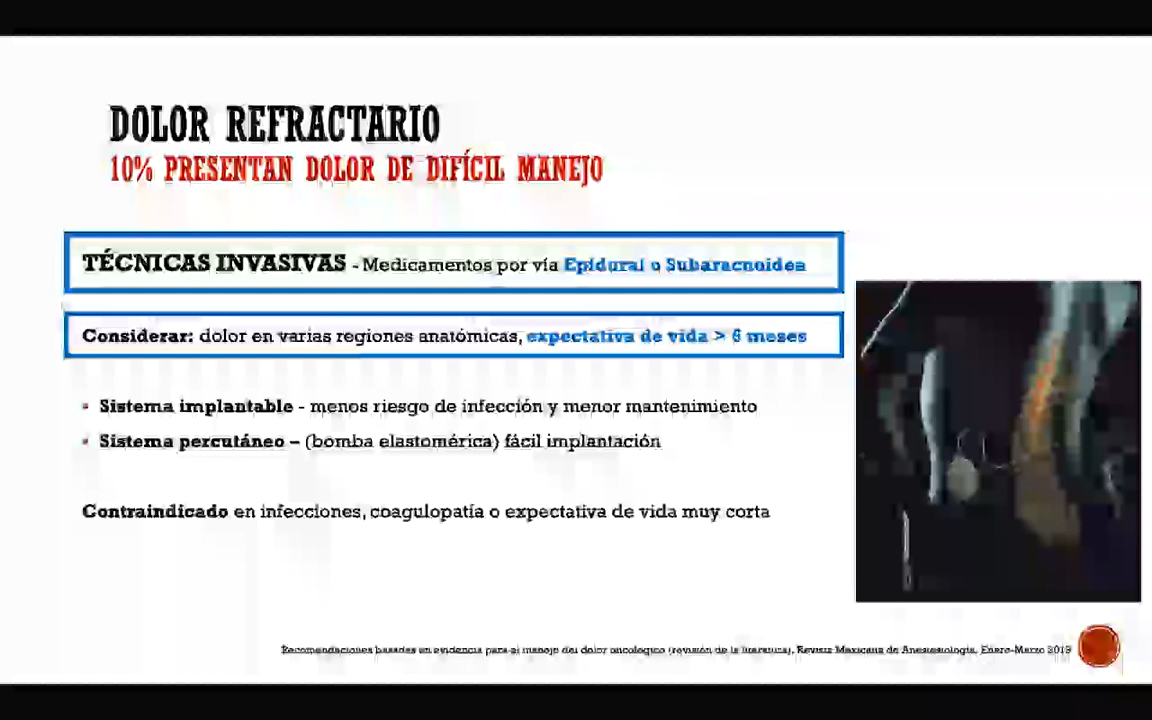 DOLOR REFRACTARIO
10% PRESENTAN DOLOR DE DIFÍCIL MANEJO
TÉCNICAS INVASIVAS - Medicamentos por vía Epidural o Subaracnoidea
Considerar: dolor en varias regiones anatómicas, expectativa de vida > 6 meses
▪ Sistema implantable - menos riesgo de infección y menor mantenimiento
▪ Sistema percutáneo – (bomba elastomérica) fácil implantación
Contraindicado en infecciones, coagulopatía o expectativa de vida muy corta
Recomendaciones basadas en evidencia para el manejo del dolor oncológico (revisión de la literatura). Revista Mexicana de Anestesiología. Enero-Marzo 2019